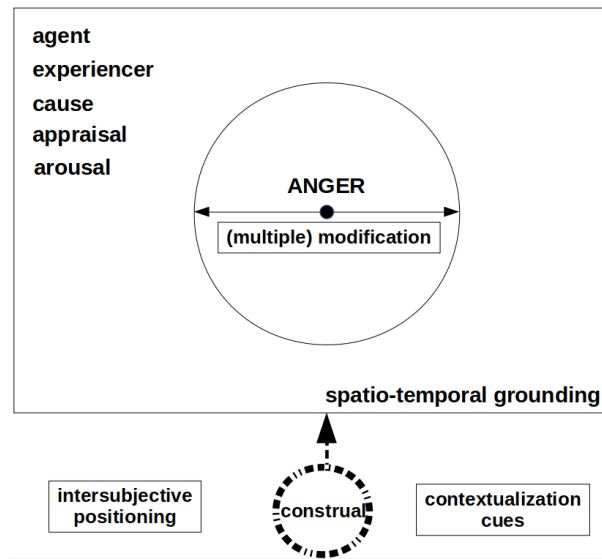 agent
experiencer
cause
appraisal
arousal
ANGER
(multiple) modification
spatio-temporal grounding
intersubjective
positioning
construal
contextualization
cues